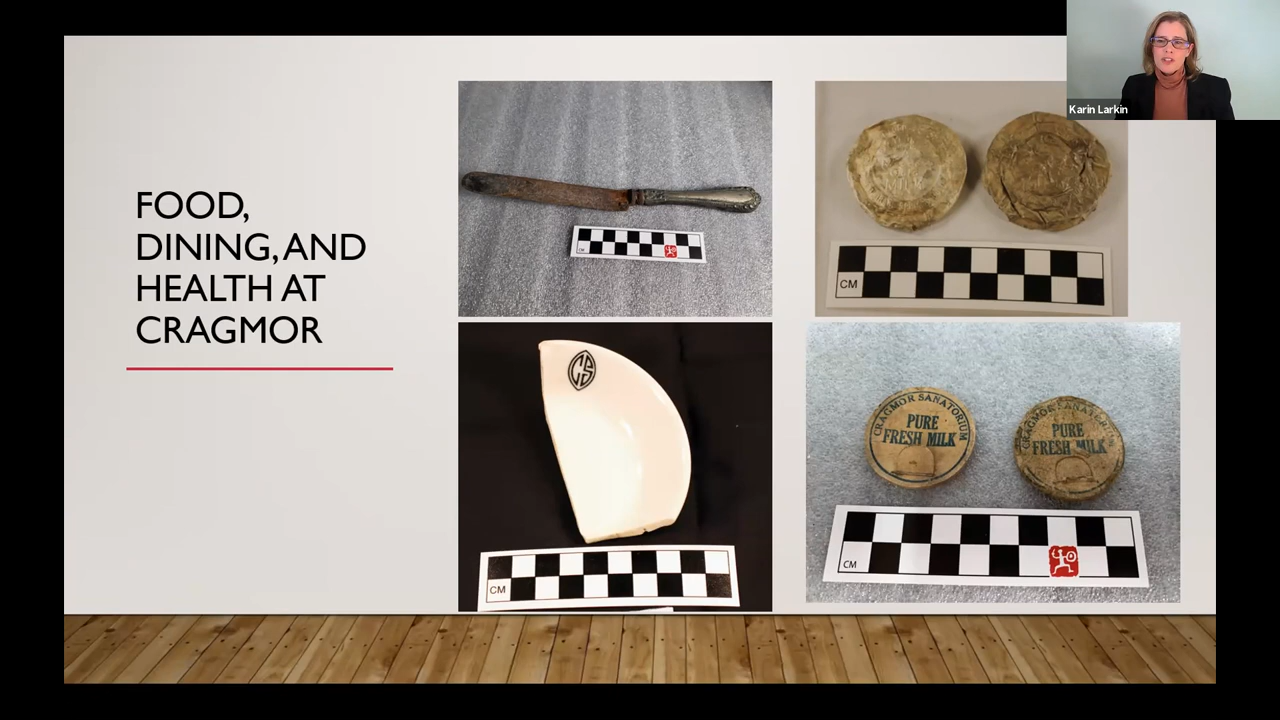 FOOD,
DINING, AND
HEALTH AT
CRAGMOR
Karin Larkin
CM
CM
CS
CM
CRAGMOR SANATORIUM
PURE
FRESH MILK
CRAGMOR SANATORIUM
PURE
FRESH MILK
CM